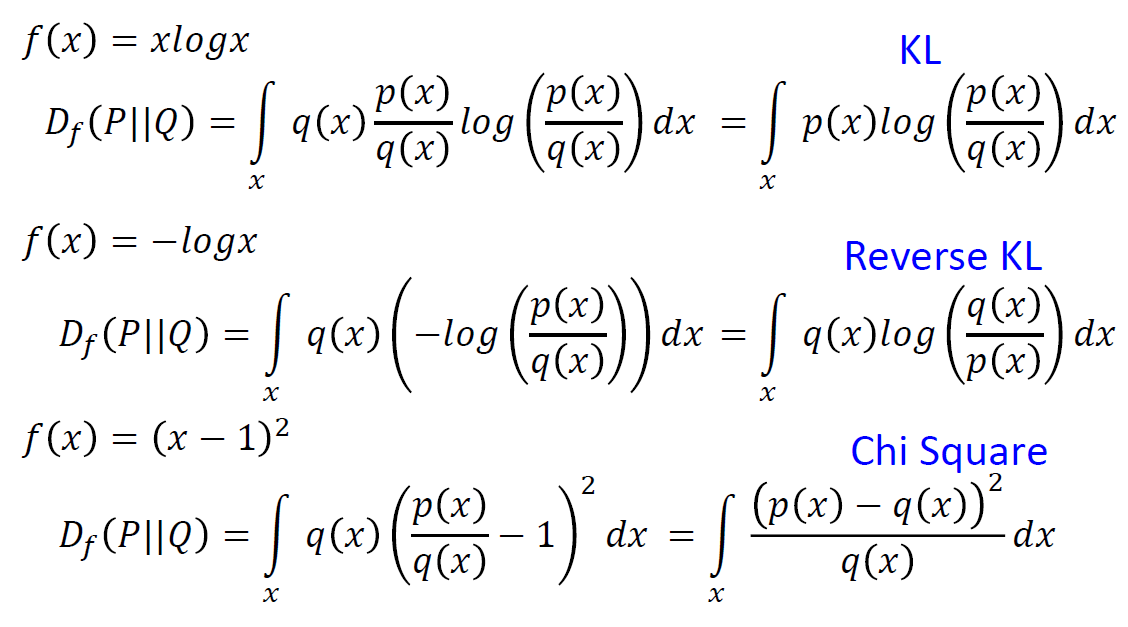 f(x) = xlogx
KL
D_f(P||Q) = ∫_x q(x) p(x)/q(x) log(p(x)/q(x)) dx = ∫_x p(x)log(p(x)/q(x)) dx
f(x) = −logx
Reverse KL
D_f(P||Q) = ∫_x q(x)(−log(p(x)/q(x))) dx = ∫_x q(x)log(q(x)/p(x)) dx
f(x) = (x − 1)²
Chi Square
D_f(P||Q) = ∫_x q(x)(p(x)/q(x) − 1)² dx = ∫_x (p(x) − q(x))²/q(x) dx